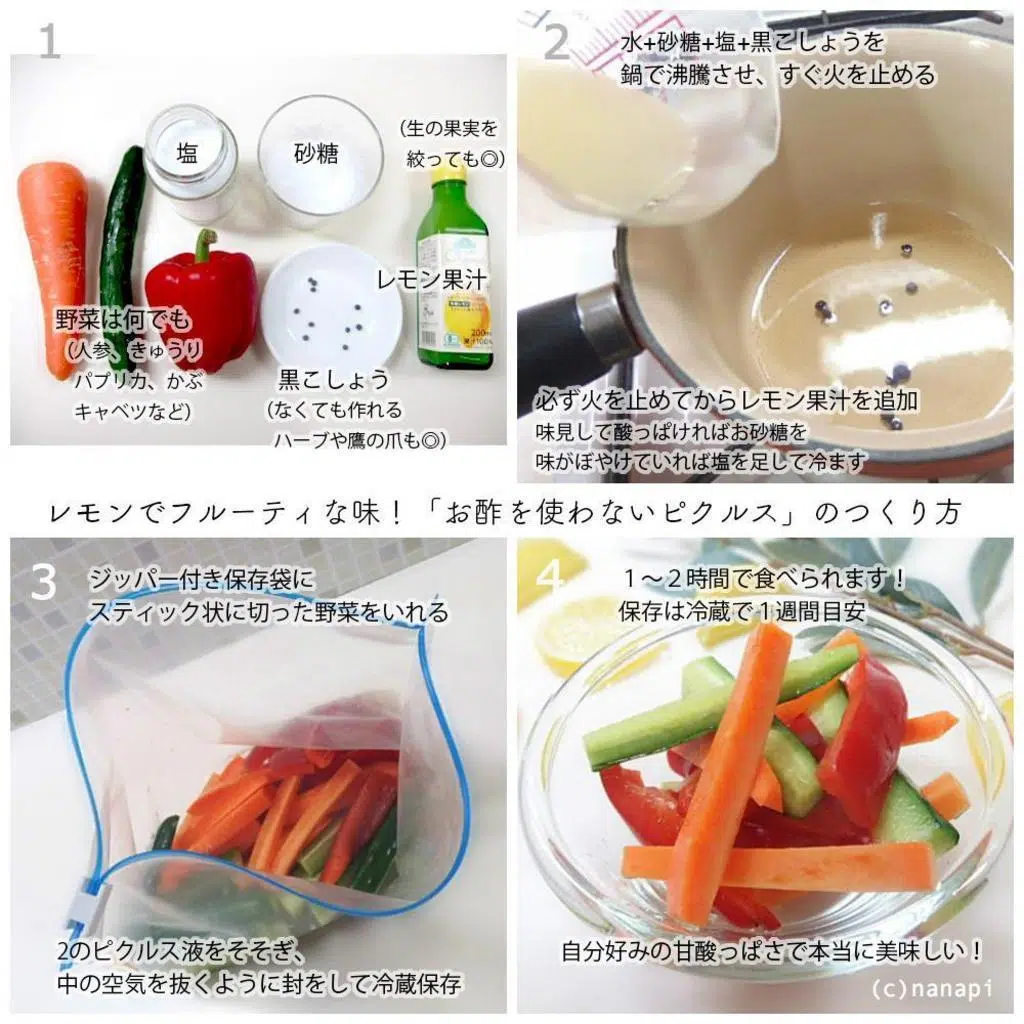 1
塩
砂糖
(生の果実を
絞っても◎)
レモン果汁
野菜は何でも
(人参、きゅうり
パプリカ、かぶ
キャベツなど)
黒こしょう
(なくても作れる
ハーブや鷹の爪も◎)
2
水+砂糖+塩+黒こしょうを
鍋で沸騰させ、すぐ火を止める
必ず火を止めてからレモン果汁を追加
味見して酸っぱければお砂糖を
味がぼやけていれば塩を足して冷ます
レモンでフルーティな味！「お酢を使わないピクルス」のつくり方
3
ジッパー付き保存袋に
スティック状に切った野菜をいれる
2のピクルス液をそそぎ、
中の空気を抜くように封をして冷蔵保存
4
１～２時間で食べられます！
保存は冷蔵で１週間目安
自分好みの甘酸っぱさで本当に美味しい！
(c)nanapi